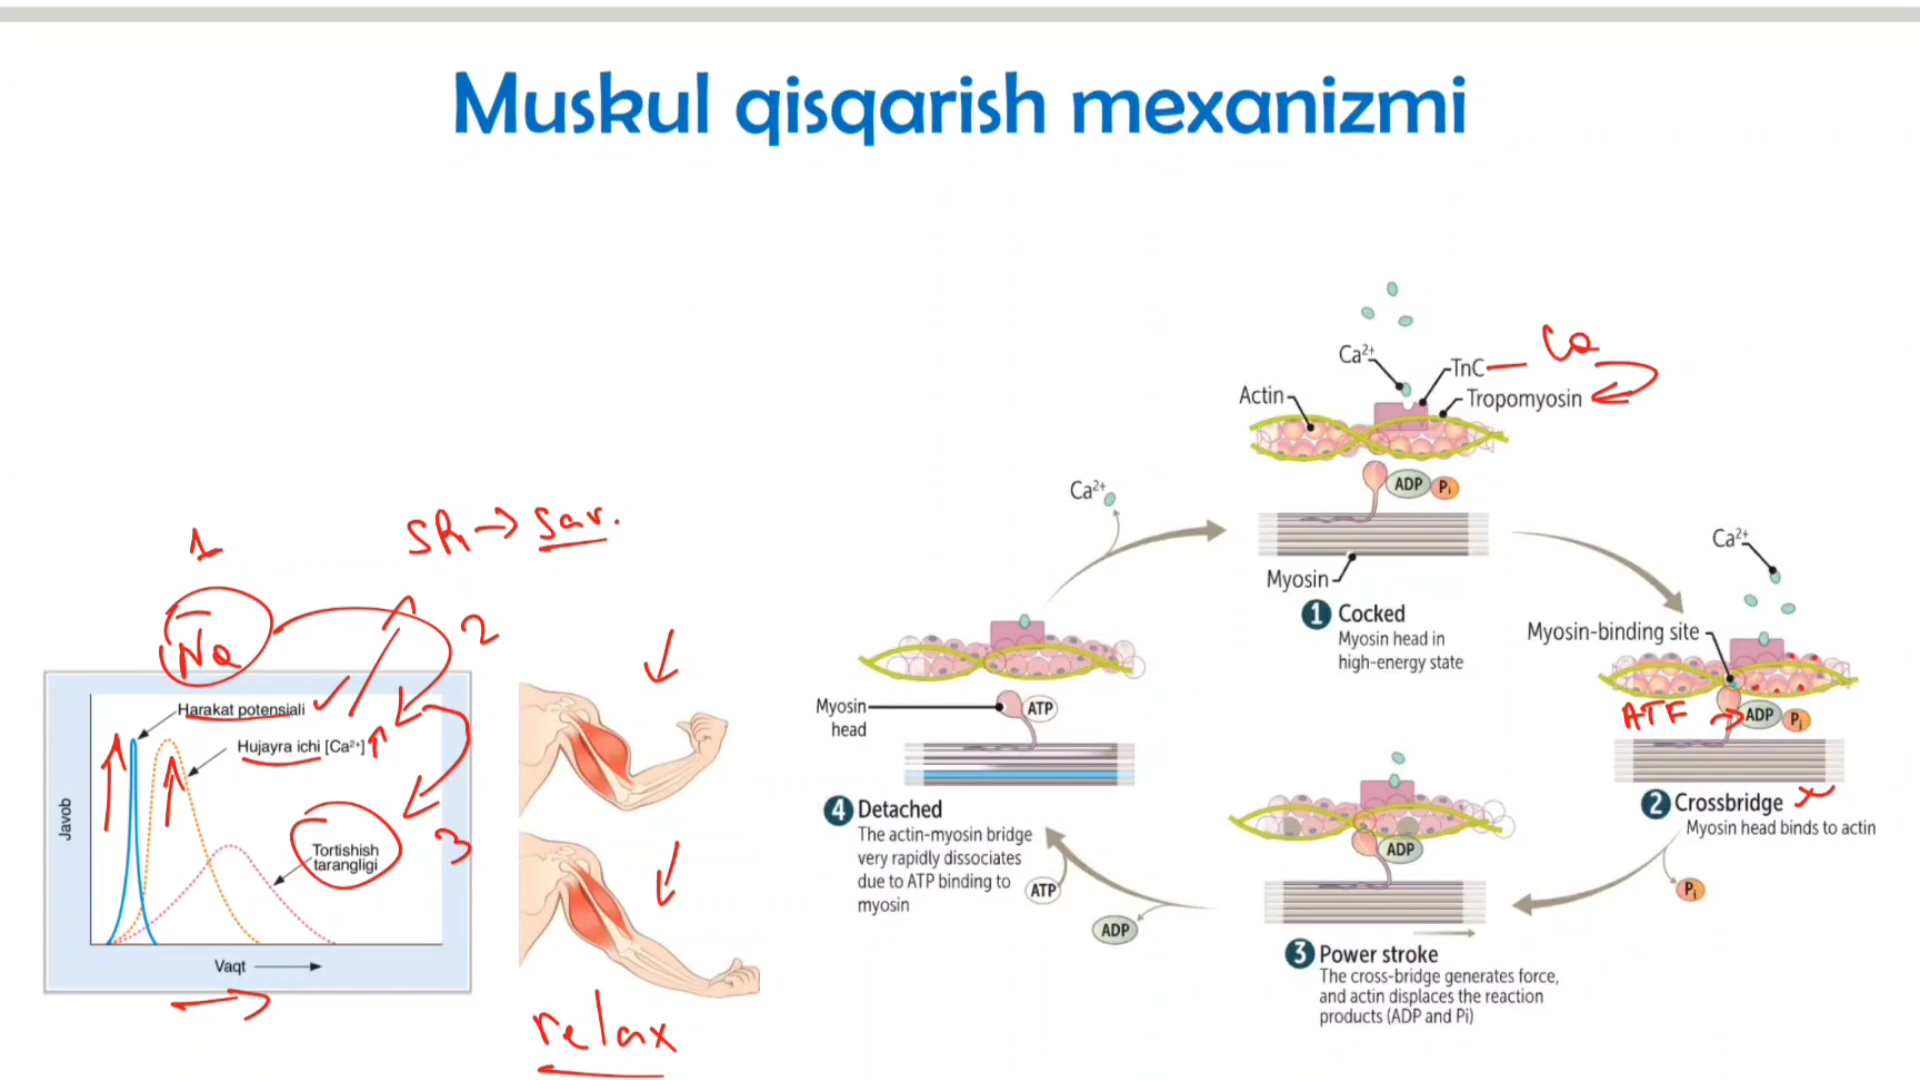 Muskul qisqarish mexanizmi
1
Na
SR → sar.
2
3
Harakat potensiali
Hujayra ichi [Ca²⁺]
Tortishish
tarangligi
Javob
Vaqt
relax
Ca²⁺
TnC
Ca
Actin
Tropomyosin
ADP
Pi
Myosin
1 Cocked
Myosin head in
high-energy state
Ca²⁺
Myosin-binding site
ATF
ADP
Pi
2 Crossbridge
Myosin head binds to actin
Pi
ADP
3 Power stroke
The cross-bridge generates force,
and actin displaces the reaction
products (ADP and Pi)
ADP
ATP
Myosin
head
ATP
4 Detached
The actin-myosin bridge
very rapidly dissociates
due to ATP binding to
myosin
Ca²⁺